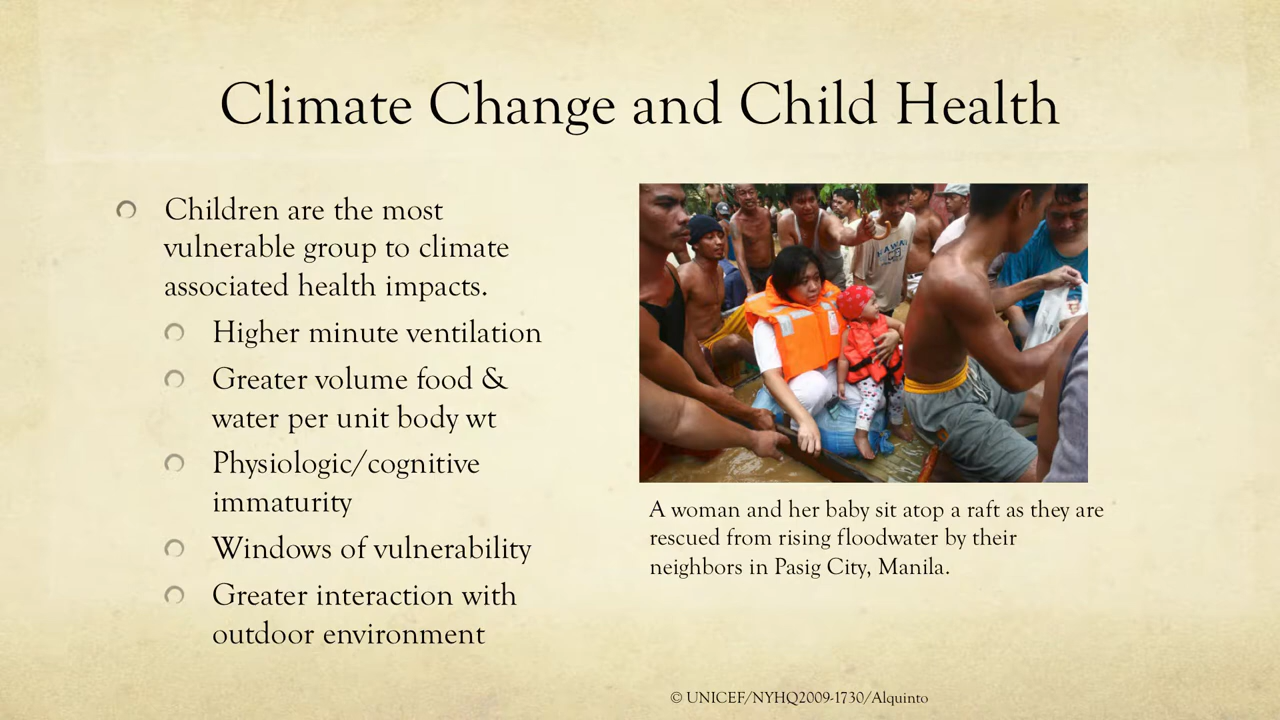 Climate Change and Child Health
Children are the most
vulnerable group to climate
associated health impacts.
Higher minute ventilation
Greater volume food &
water per unit body wt
Physiologic/cognitive
immaturity
Windows of vulnerability
Greater interaction with
outdoor environment
HAWAII
A woman and her baby sit atop a raft as they are
rescued from rising floodwater by their
neighbors in Pasig City, Manila.
© UNICEF/NYHQ2009-1730/Alquinto